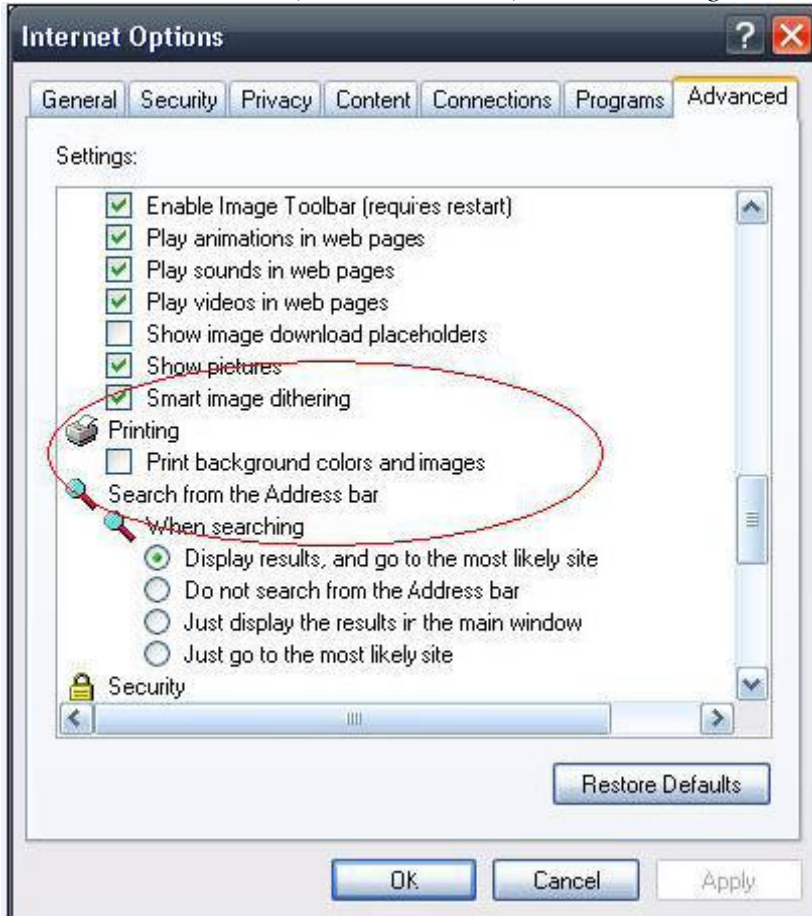 Internet Options
General Security Privacy Content Connections Programs Advanced
Settings:
Enable Image Toolbar (requires restart)
Play animations in web pages
Play sounds in web pages
Play videos in web pages
Show image download placeholders
Show pictures
Smart image dithering
Printing
Print background colors and images
Search from the Address bar
When searching
Display results, and go to the most likely site
Do not search from the Address bar
Just display the results in the main window
Just go to the most likely site
Security
Restore Defaults
OK Cancel Apply